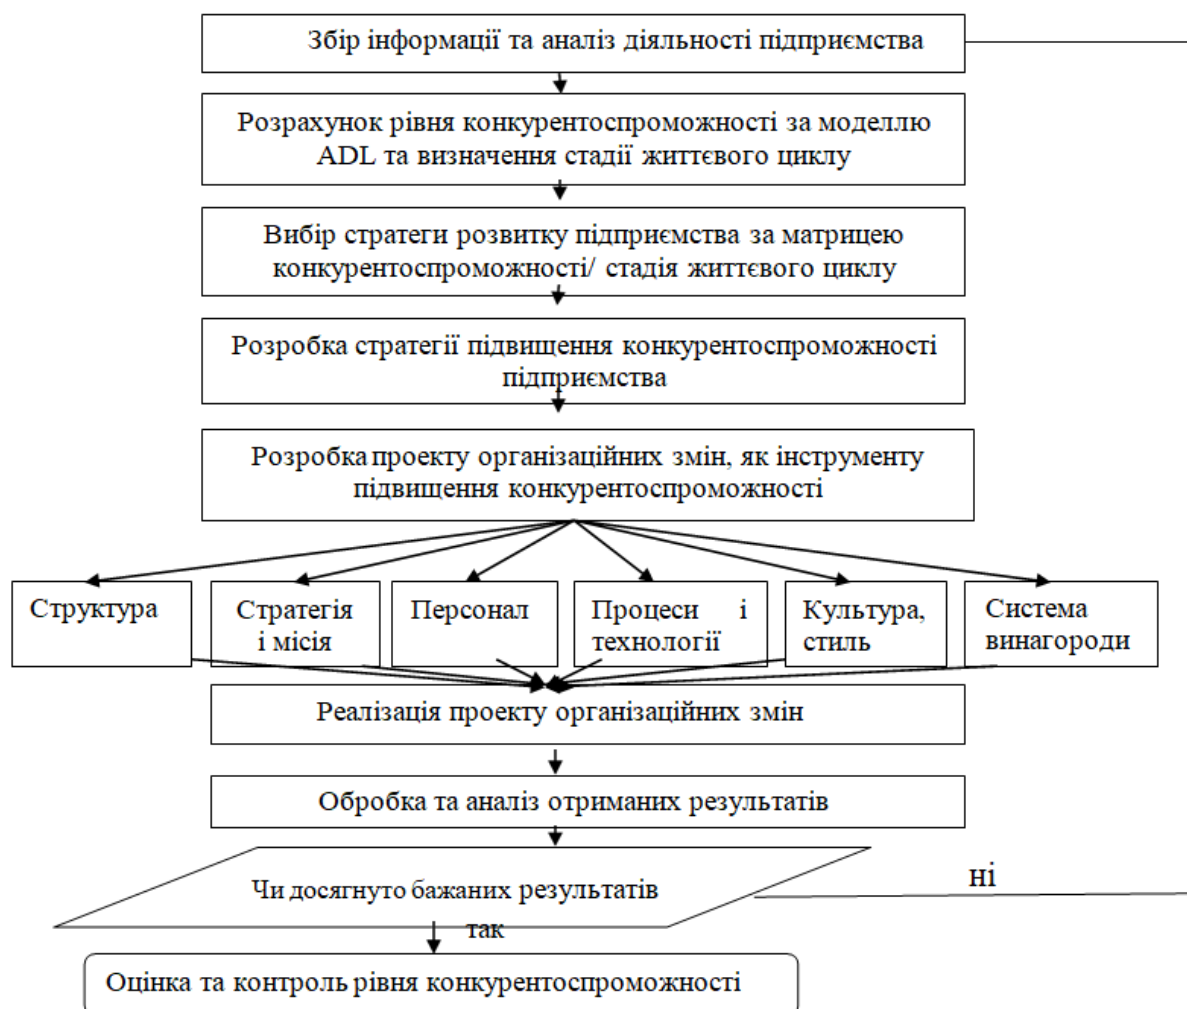 Збір інформації та аналіз діяльності підприємства
Розрахунок рівня конкурентоспроможності за моделлю
ADL та визначення стадії життєвого циклу
Вибір стратеги розвитку підприємства за матрицею
конкурентоспроможності/ стадія життєвого циклу
Розробка стратегії підвищення конкурентоспроможності
підприємства
Розробка проекту організаційних змін, як інструменту
підвищення конкурентоспроможності
Структура
Стратегія
і місія
Персонал
Процеси і
технології
Культура,
стиль
Система
винагороди
Реалізація проекту організаційних змін
Обробка та аналіз отриманих результатів
Чи досягнуто бажаних результатів
ні
так
Оцінка та контроль рівня конкурентоспроможності